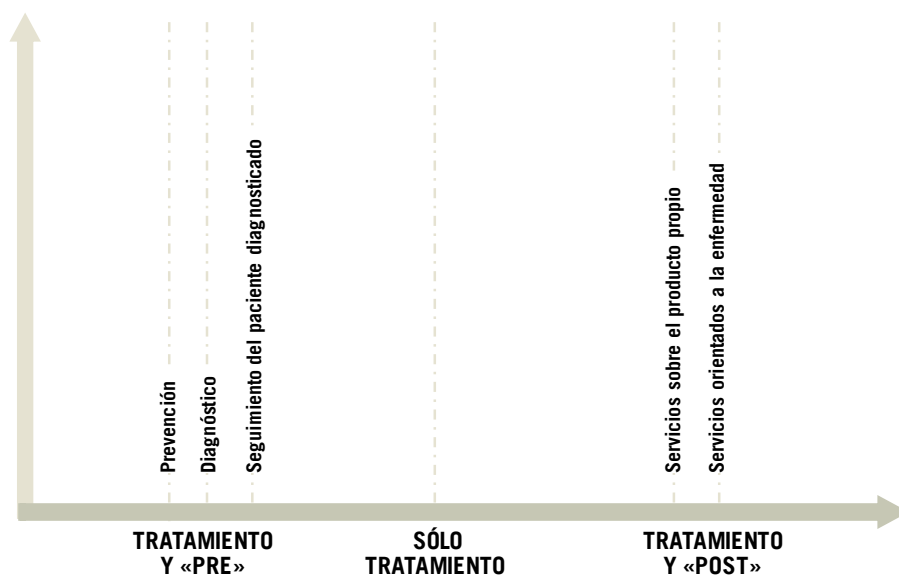 Prevención
Diagnóstico
Seguimiento del paciente diagnosticado
Servicios sobre el producto propio
Servicios orientados a la enfermedad
TRATAMIENTO
Y «PRE»
SÓLO
TRATAMIENTO
TRATAMIENTO
Y «POST»